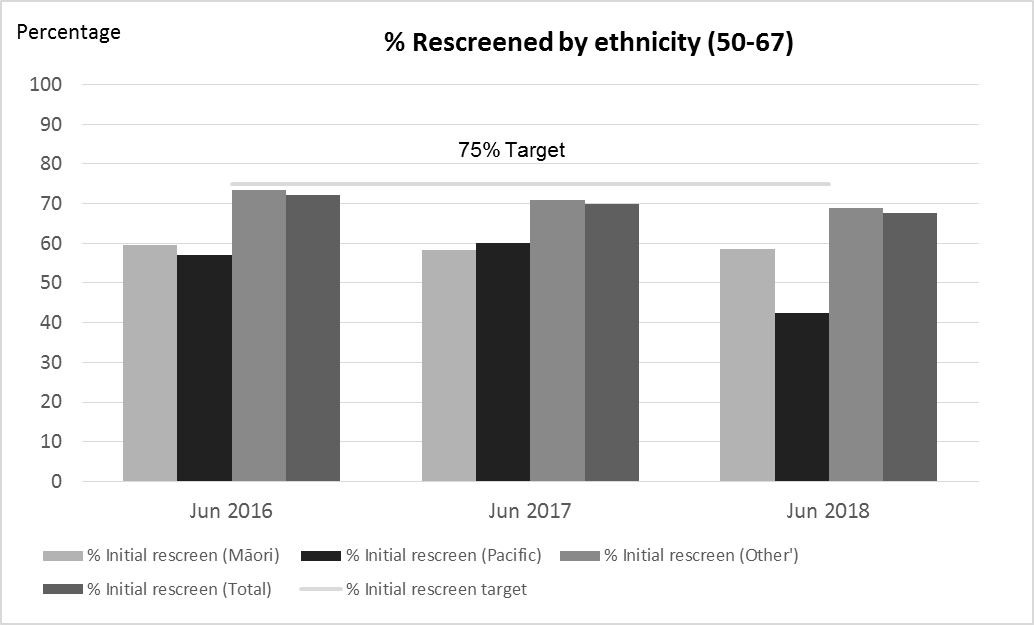 Percentage
% Rescreened by ethnicity (50-67)
100
90
75% Target
80
70
60
50
40
30
20
10
0
Jun 2016 Jun 2017 Jun 2018
% Initial rescreen (Māori) % Initial rescreen (Pacific) % Initial rescreen (Other')
% Initial rescreen (Total) % Initial rescreen target